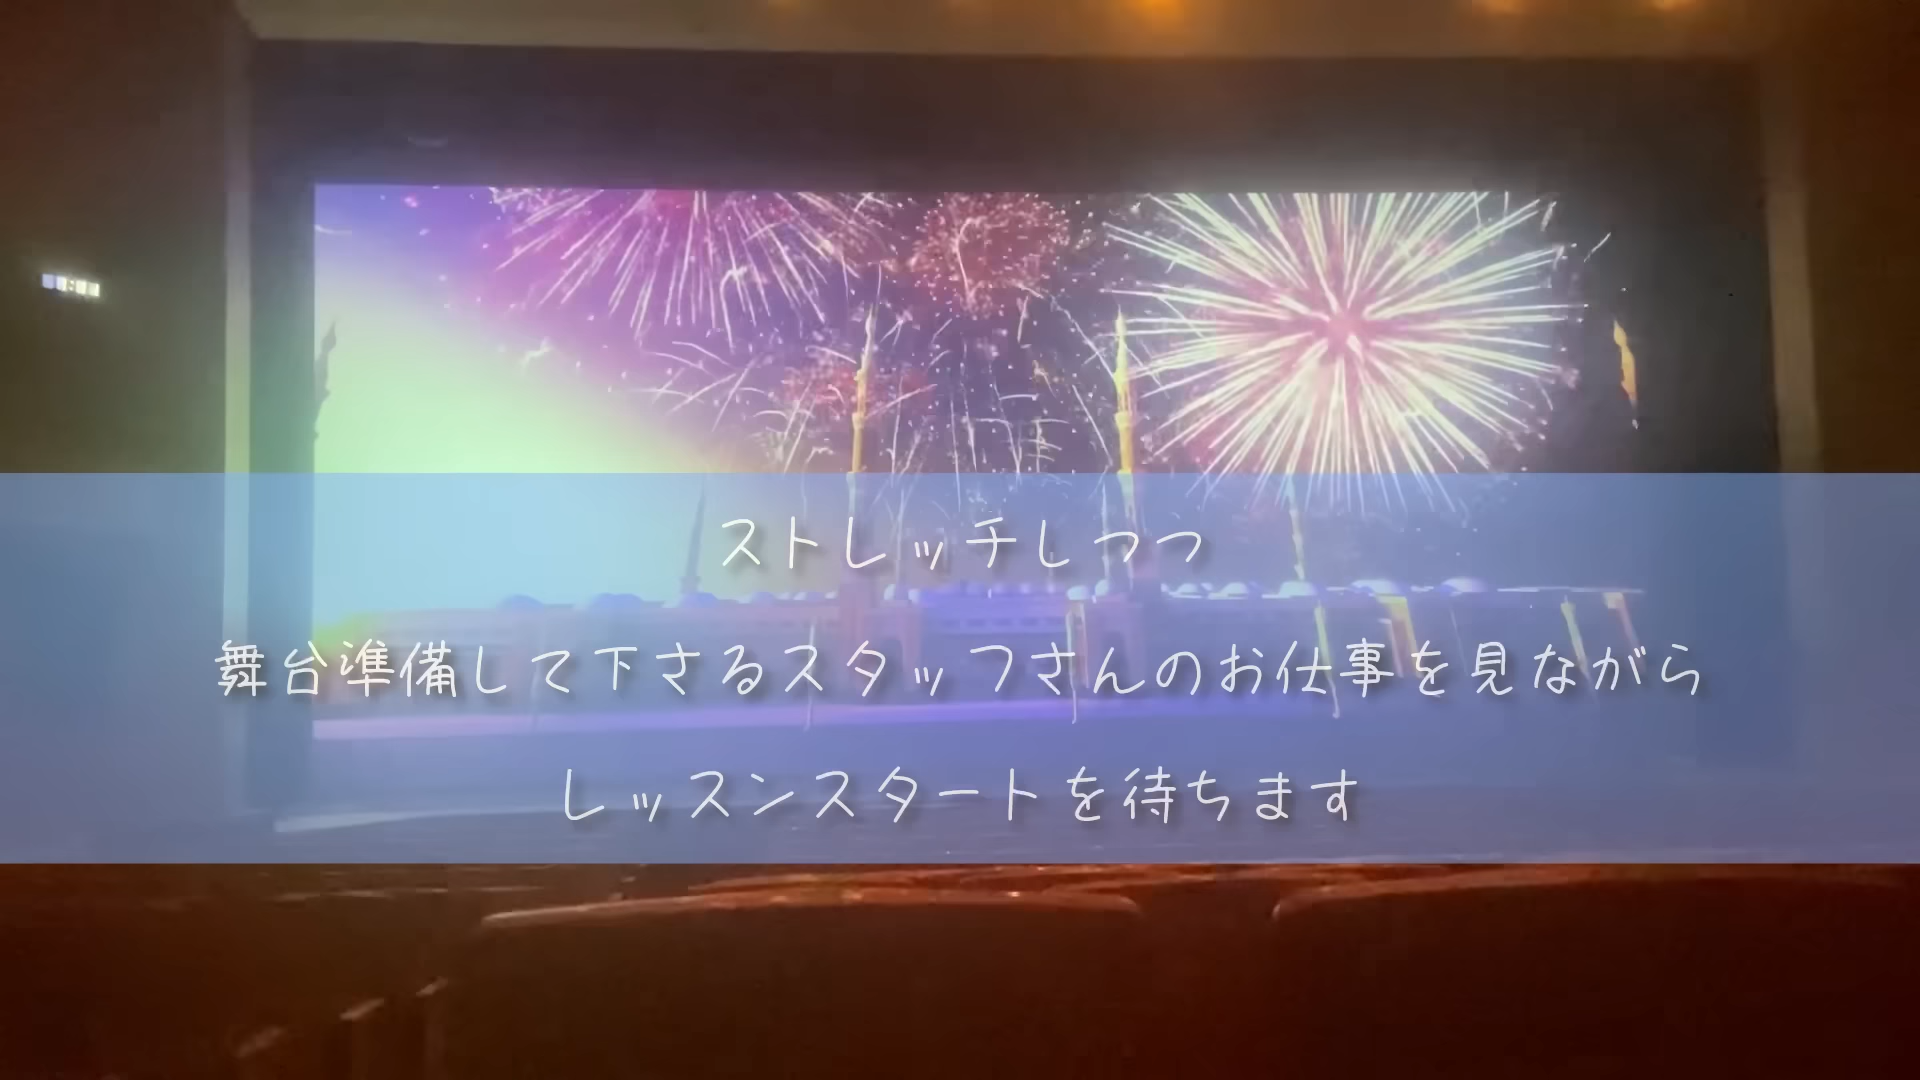 ストレッチしつつ
舞台準備して下さるスタッフさんのお仕事を見ながら
レッスンスタートを待ちます